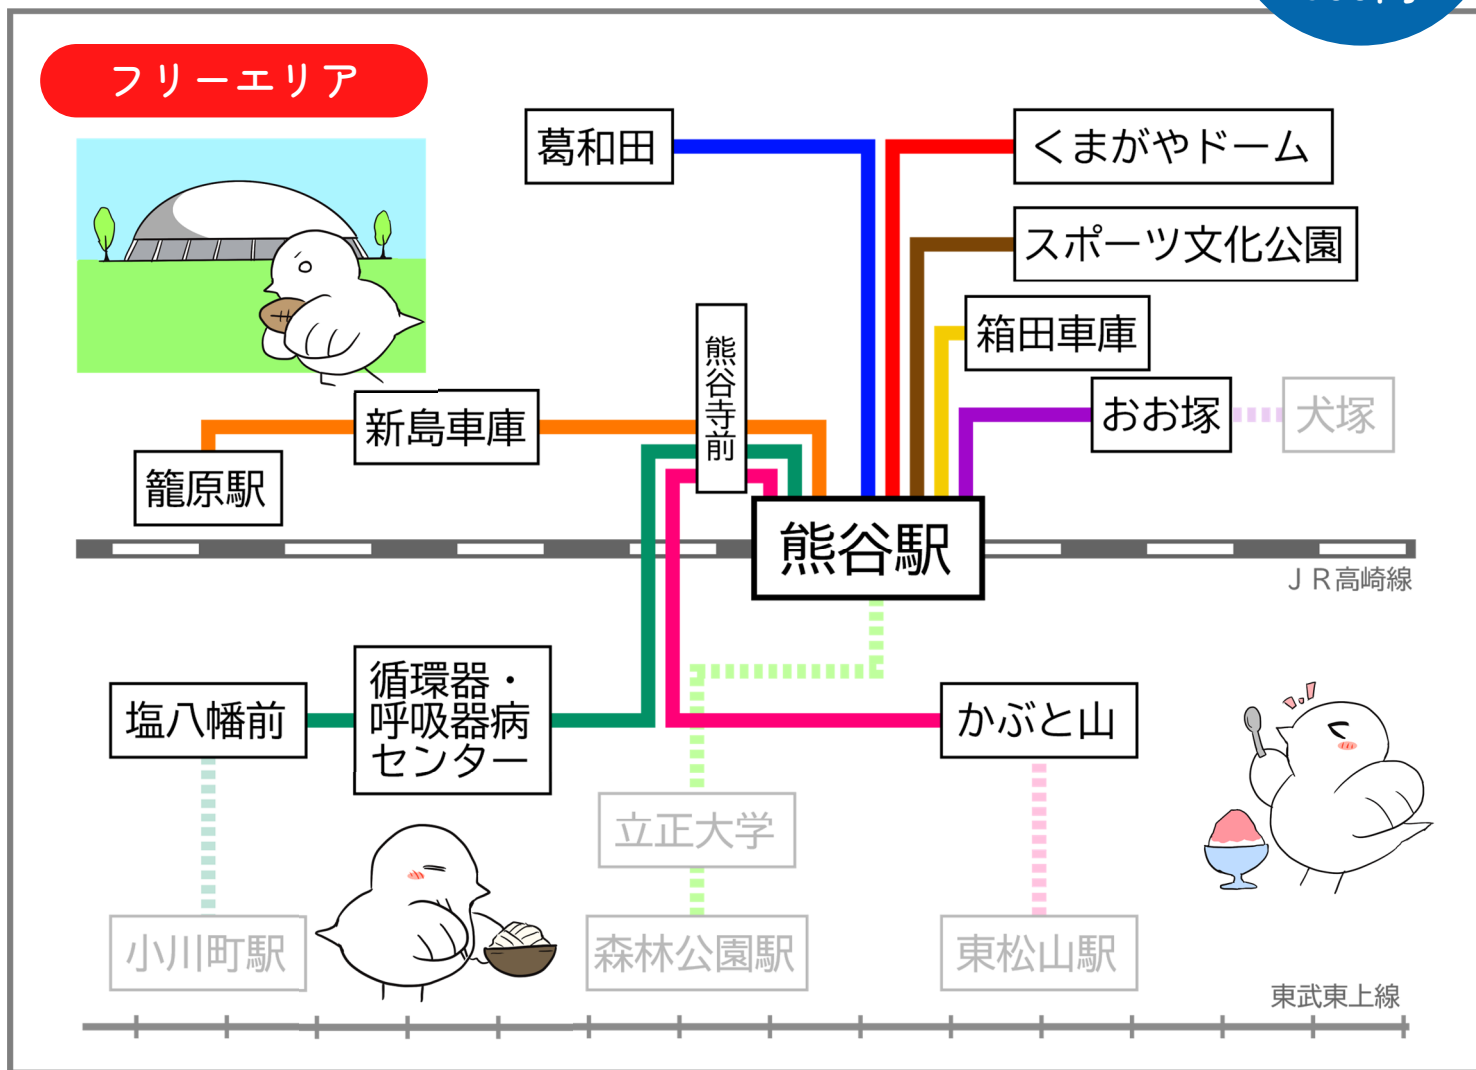 フリーエリア
葛和田
くまがやドーム
スポーツ文化公園
箱田車庫
熊谷寺前
おお塚
犬塚
新島車庫
籠原駅
熊谷駅
JR高崎線
塩八幡前
循環器・
呼吸器病
センター
かぶと山
立正大学
小川町駅
森林公園駅
東松山駅
東武東上線